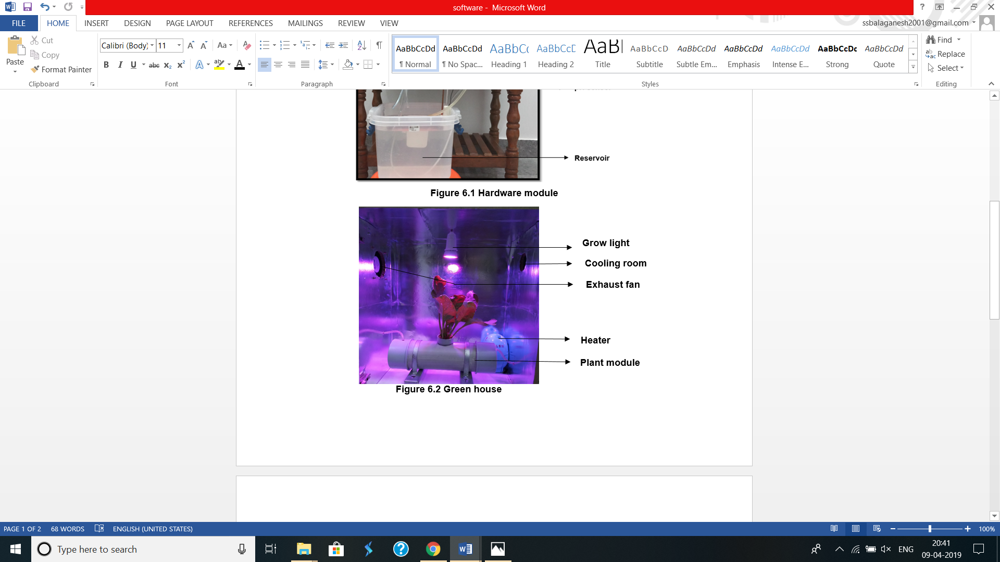 software - Microsoft Word
?
FILE HOME INSERT DESIGN PAGE LAYOUT REFERENCES MAILINGS REVIEW VIEW
ssbalaganesh2001@gmail.com
Paste
Cut
Copy
Format Painter
Clipboard
Calibri (Body) 11
Aa
B I U abc x₂ x²
Font
Paragraph
AaBbCcDd AaBbCcDd AaBbCc AaBbCcD AaBb AaBbCcD AaBbCcDd AaBbCcDd AaBbCcDd AaBbCcDc AaBbCcDd
¶ Normal ¶ No Spac... Heading 1 Heading 2 Title Subtitle Subtle Em... Emphasis Intense E... Strong Quote
Styles
Find
Replace
Select
Editing
Reservoir
Figure 6.1 Hardware module
Grow light
Cooling room
Exhaust fan
Heater
Plant module
Figure 6.2 Green house
PAGE 1 OF 2 68 WORDS ENGLISH (UNITED STATES)
100%
Type here to search
ENG
20:41
09-04-2019